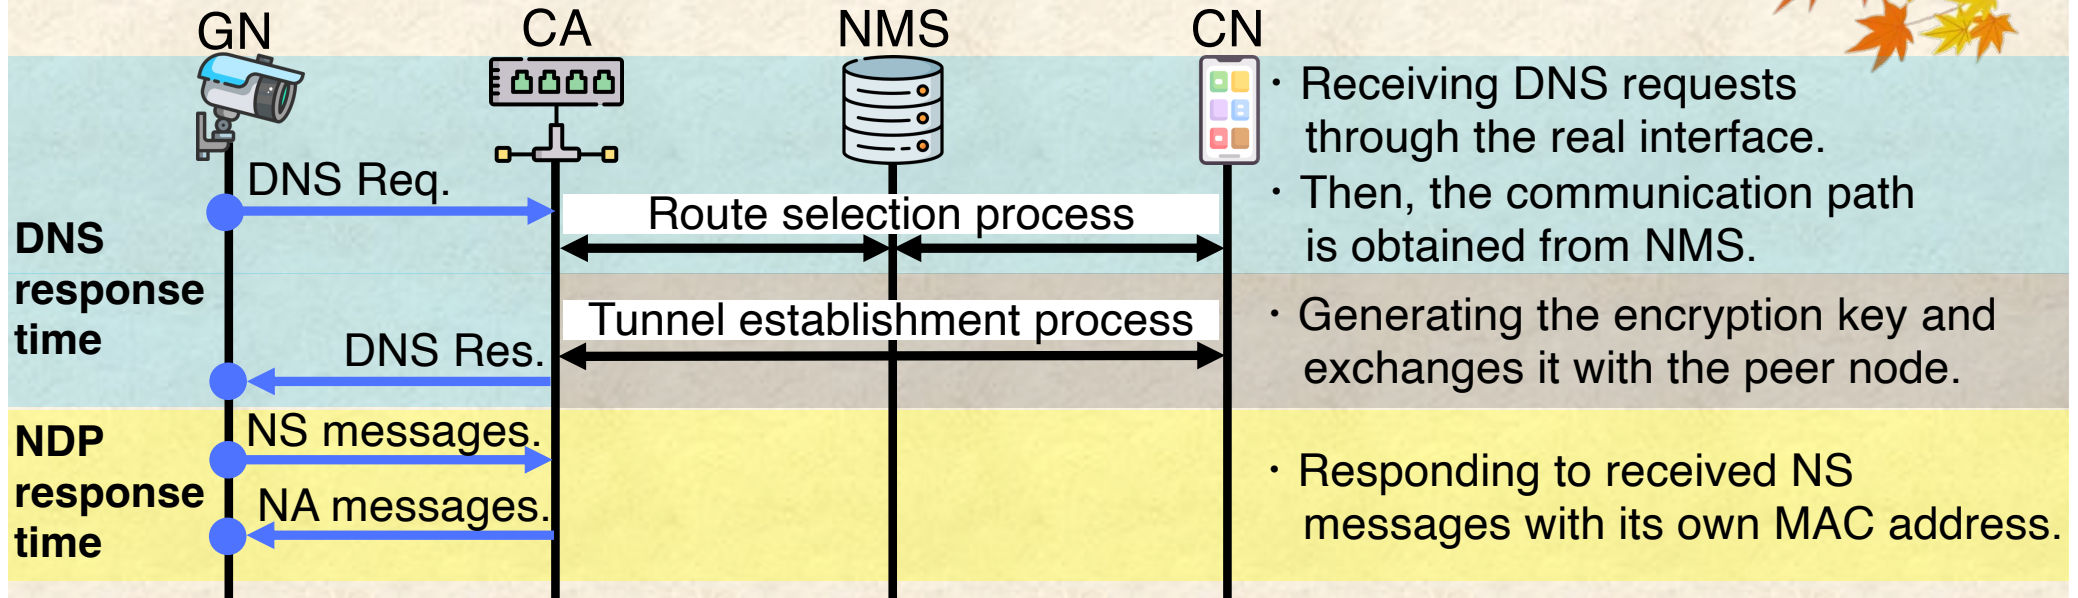 GN
CA
NMS
CN
DNS Req.
Route selection process
DNS
response
time
Tunnel establishment process
DNS Res.
・Receiving DNS requests
through the real interface.
・Then, the communication path
is obtained from NMS.
・Generating the encryption key and
exchanges it with the peer node.
NDP
response
time
NS messages.
NA messages.
・Responding to received NS
messages with its own MAC address.